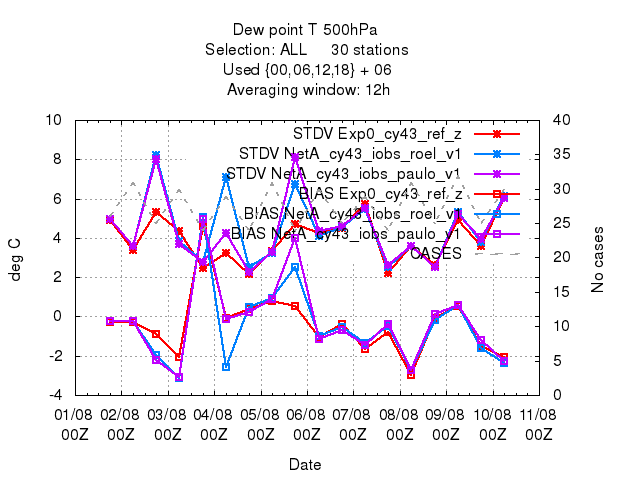 Dew point T 500hPa
Selection: ALL     30 stations
Used {00,06,12,18} + 06
Averaging window: 12h
10
8
6
4
2
0
-2
-4
deg C
40
35
30
25
20
15
10
5
0
No cases
STDV Exp0_cy43_ref_z
STDV NetA_cy43_iobs_roel_v1
STDV NetA_cy43_iobs_paulo_v1
BIAS Exp0_cy43_ref_z
BIAS NetA_cy43_iobs_roel_v1
BIAS NetA_cy43_iobs_paulo_v1
CASES
01/08 02/08 03/08 04/08 05/08 06/08 07/08 08/08 09/08 10/08 11/08
00Z 00Z 00Z 00Z 00Z 00Z 00Z 00Z 00Z 00Z 00Z
Date